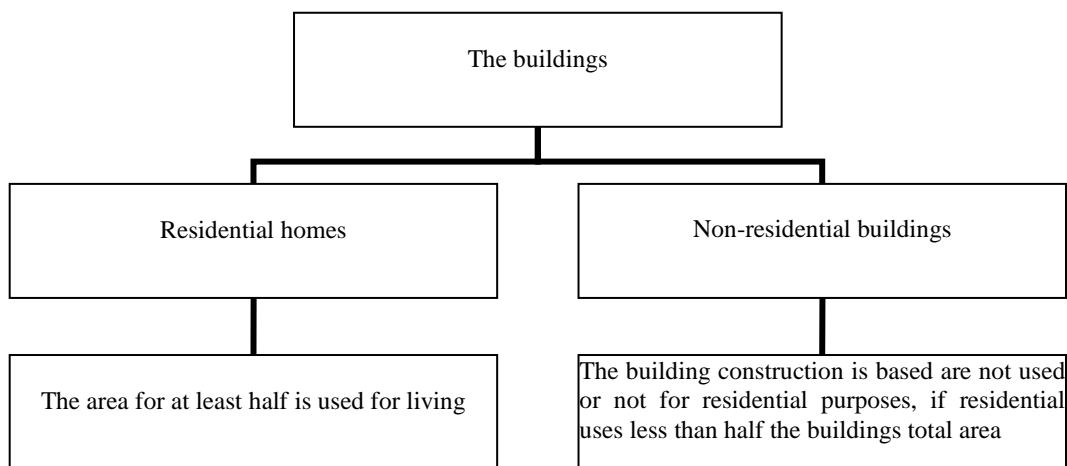 The buildings
Residential homes
Non-residential buildings
The area for at least half is used for living
The building construction is based are not used
or not for residential purposes, if residential
uses less than half the buildings total area